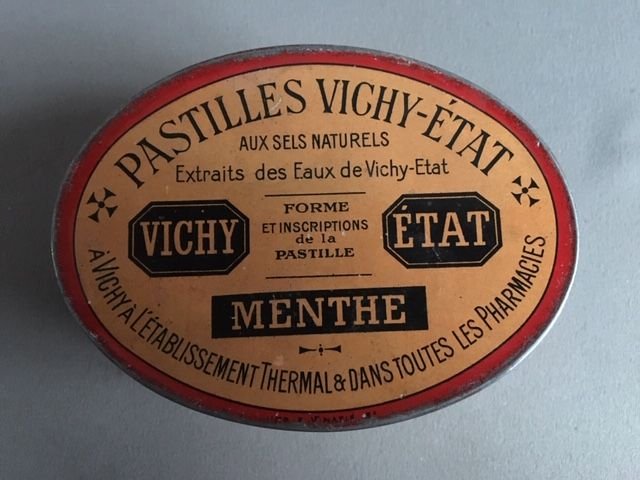 PASTILLES VICHY-ÉTAT
AUX SELS NATURELS
Extraits des Eaux de Vichy-Etat
VICHY
FORME
ET INSCRIPTIONS
de la
PASTILLE
ÉTAT
MENTHE
À VICHY À L'ÉTABLISSEMENT THERMAL & DANS TOUTES LES PHARMACIES